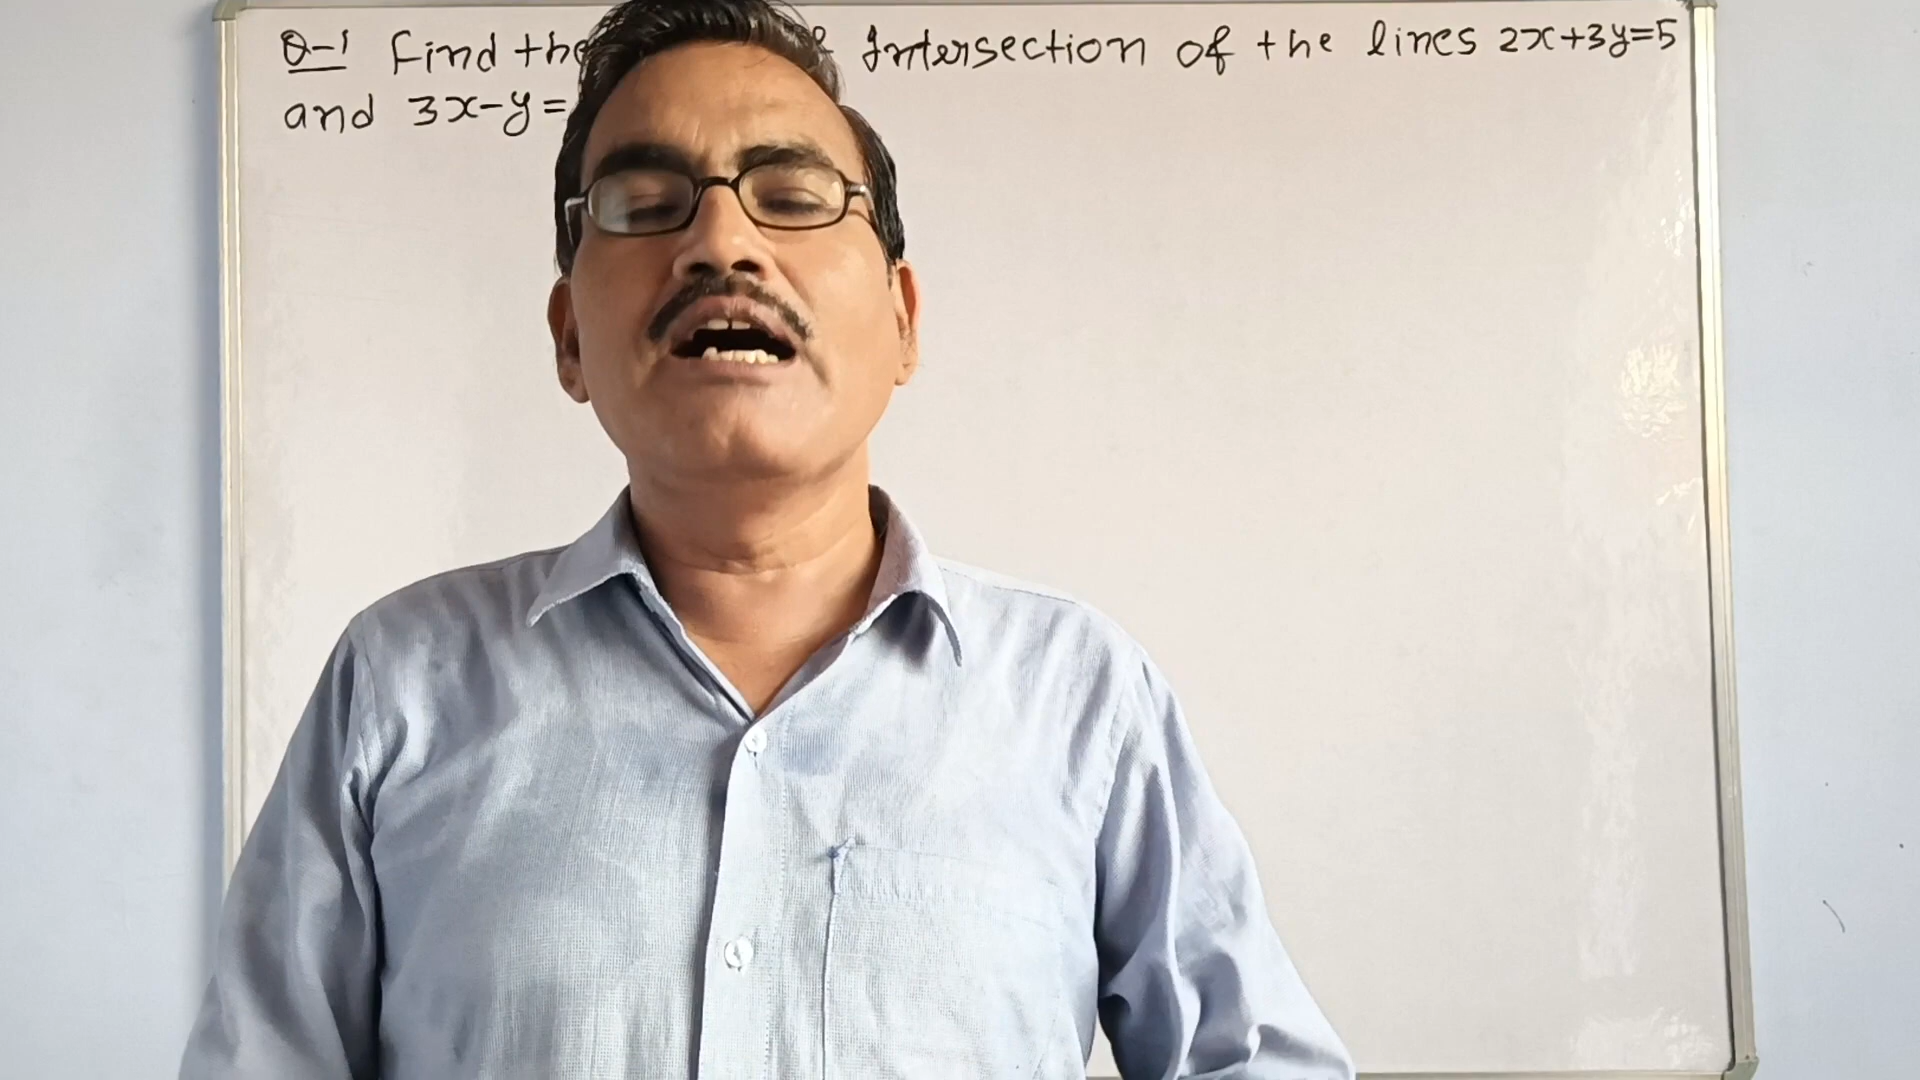 Q-1 Find the Intersection of the lines 2x+3y=5
and 3x-y=